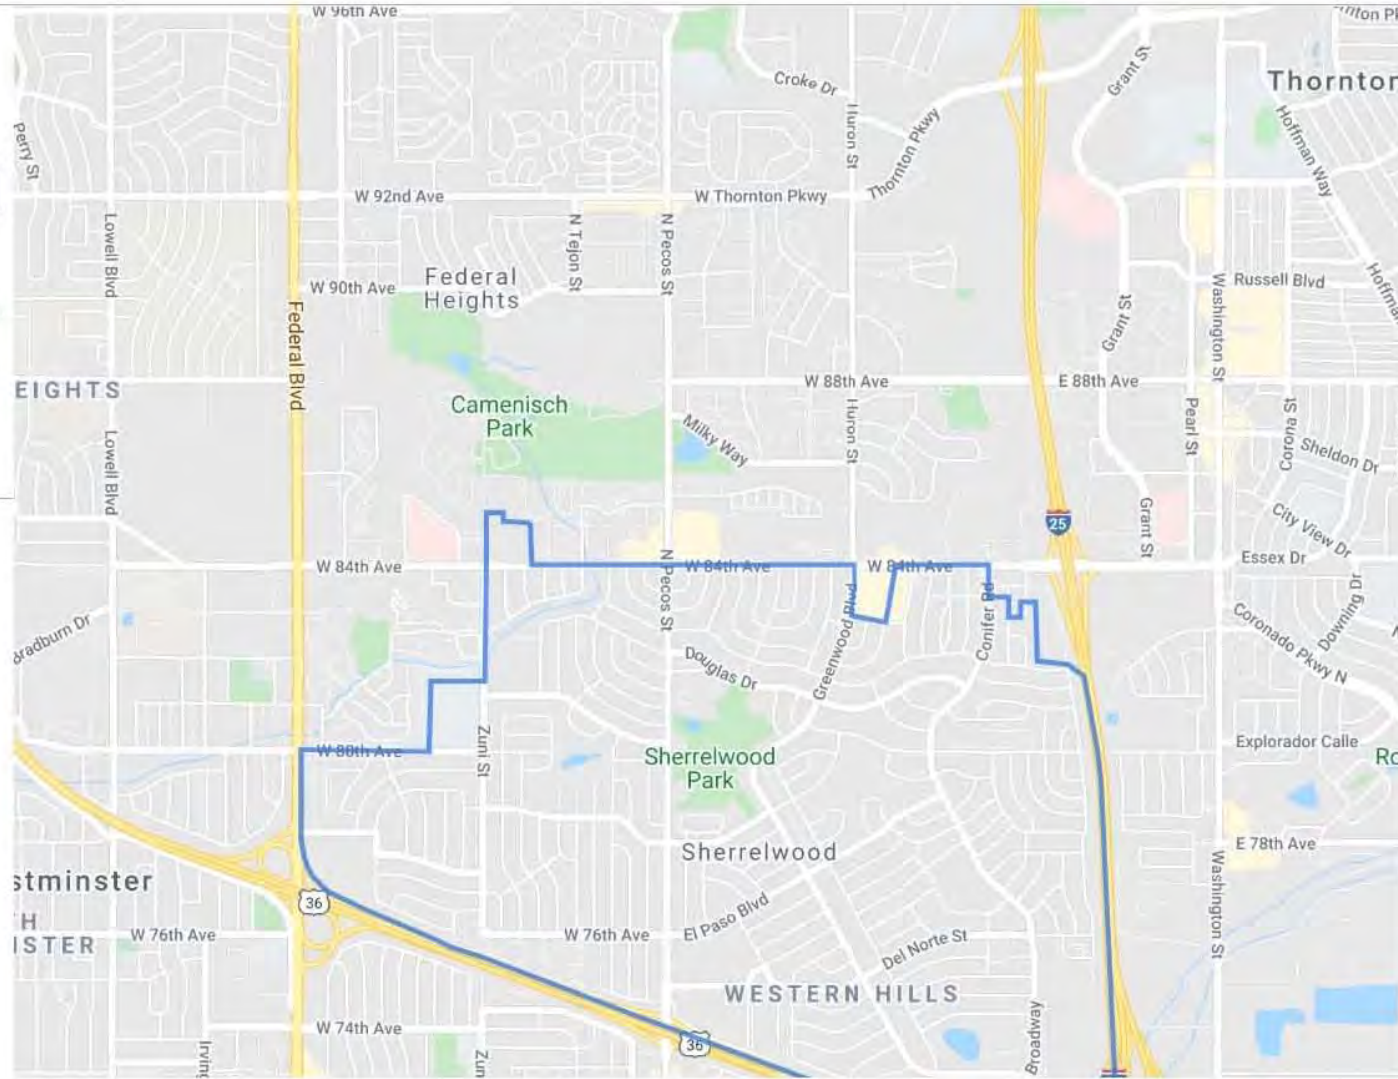 W 96th Ave
Thornton
Croke Dr
Grant St
Perry St
Huron St
Thornton Pkwy
Hoffman Way
W 92nd Ave
W Thornton Pkwy
Lowell Blvd
N Tejon St
N Pecos St
Federal
Heights
W 90th Ave
Russell Blvd
Washington St
Grant St
Federal Blvd
EIGHTS
W 88th Ave
E 88th Ave
Camenisch
Park
Milky Way
Huron St
Pearl St
Corona St
Sheldon Dr
Lowell Blvd
25
Grant St
City View Dr
W 84th Ave
N Pecos St
W 84th Ave
W 84th Ave
Essex Dr
Downing Dr
Greenwood Blvd
Conifer Rd
Coronado Pkwy N
Bradburn Dr
Douglas Dr
W 80th Ave
Zuni St
Sherrelwood
Park
Explorador Calle
Ro
Sherrelwood
E 78th Ave
stminster
36
El Paso Blvd
Washington St
TH
NSTER
W 76th Ave
W 76th Ave
Del Norte St
WESTERN HILLS
W 74th Ave
36
Broadway
Irving
Zun